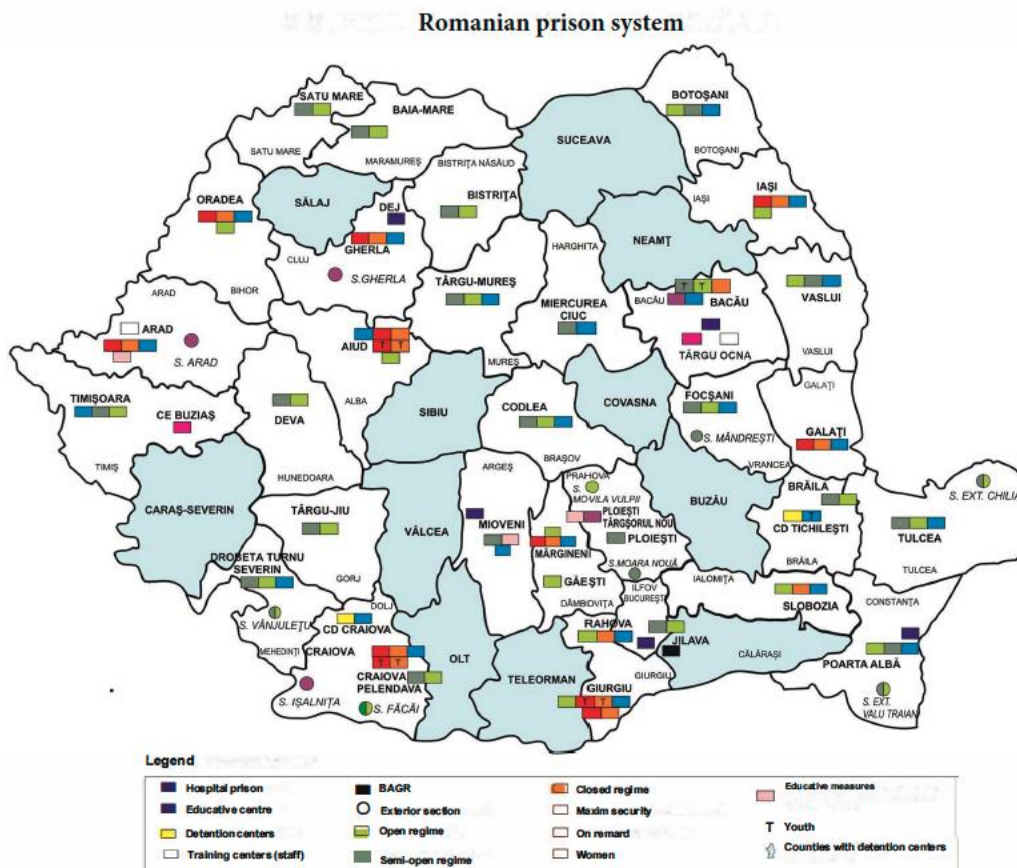 Romanian prison system
SATU MARE
BAIA-MARE
BOTOŞANI
SUCEAVA
SATU MARE
MARAMUREŞ
BISTRIŢA NĂSĂUD
BOTOŞANI
ORADEA
SĂLAJ
DEJ
BISTRIŢA
IAŞI
IAŞI
GHERLA
CLUJ
S.GHERLA
HARGHITA
NEAMŢ
TÂRGU-MUREŞ
T T
BACĂU
BACĂU
VASLUI
ARAD
BIHOR
MIERCUREA
CIUC
ARAD
S. ARAD
AIUD
T T
MUREŞ
TÂRGU OCNA
VASLUI
TIMIŞOARA
CE BUZIAŞ
DEVA
ALBA
SIBIU
CODLEA
COVASNA
FOCŞANI
GALAŢI
S. MÂNDREŞTI
GALAŢI
TIMIŞ
HUNEDOARA
ARGEŞ
BRAŞOV
VRANCEA
CARAŞ-SEVERIN
TÂRGU-JIU
VÂLCEA
MIOVENI
PRAHOVA
S.
MOVILA VULPII
PLOIEŞTI
TÂRGŞORUL NOU
PLOIEŞTI
BUZĂU
BRĂILA
T
CD TICHILEŞTI
S. EXT. CHILIA
TULCEA
DROBETA TURNU
SEVERIN
GORJ
MĂRGINENI
GĂEŞTI
S.MOARA NOUĂ
IALOMIŢA
BRĂILA
TULCEA
S. VÂNJULEŢU
DOLJ
DÂMBOVIŢA
ILFOV
BUCUREŞTI
SLOBOZIA
CONSTANŢA
MEHEDINŢI
CD CRAIOVA
CRAIOVA
T T
OLT
RAHOVA
JILAVA
CĂLĂRAŞI
POARTA ALBĂ
CRAIOVA
PELENDAVA
TELEORMAN
GIURGIU
GIURGIU
T T
S. IŞALNIŢA
S. FĂCĂI
S. EXT.
VALU TRAIAN
Legend
Hospital prison
BAGR
Closed regime
Educative measures
Educative centre
Exterior section
Maxim security
T Youth
Detention centers
Open regime
On remard
Counties with detention centers
Training centers (staff)
Semi-open regime
Women